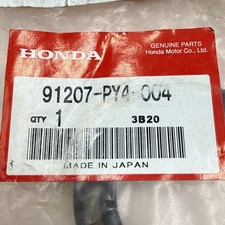 HONDA
GENUINE PARTS
Honda Motor Co., Ltd.
91207-PY4-004
QTY 1 3B20
MADE IN JAPAN